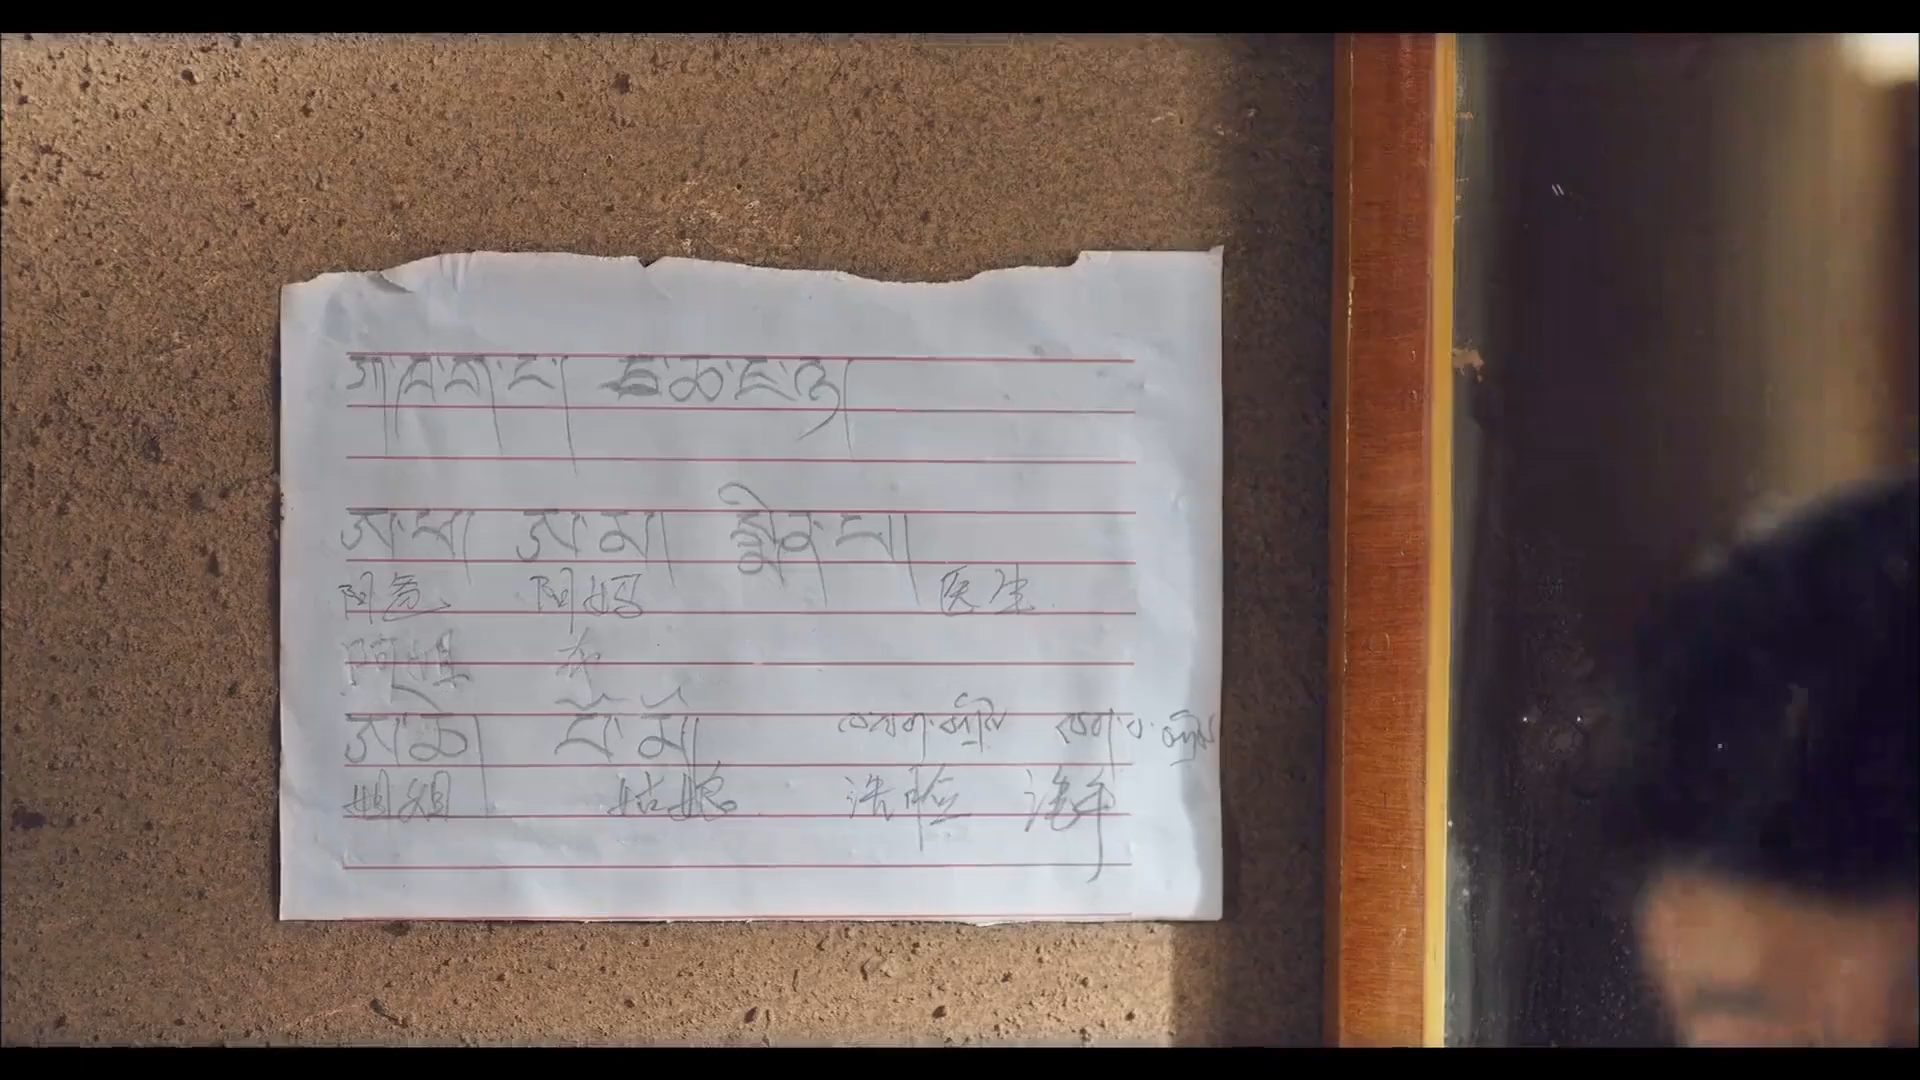 ཀ་ཁ་ག་ང། ཅ་ཆ་ཇ་ཉ།
ཨ་ཕ། ཨ་མ། སྨན་པ།
阿爸 阿妈 医生
阿姐
ཨ་ཆེ། བོ་མོ།
姐姐 姑娘 洗脸 洗手